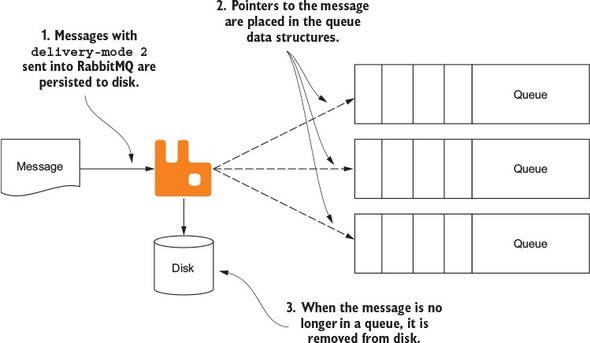 1. Messages with
delivery-mode 2
sent into RabbitMQ are
persisted to disk.
2. Pointers to the message
are placed in the queue
data structures.
Queue
Message
Queue
Queue
Disk
3. When the message is no
longer in a queue, it is
removed from disk.